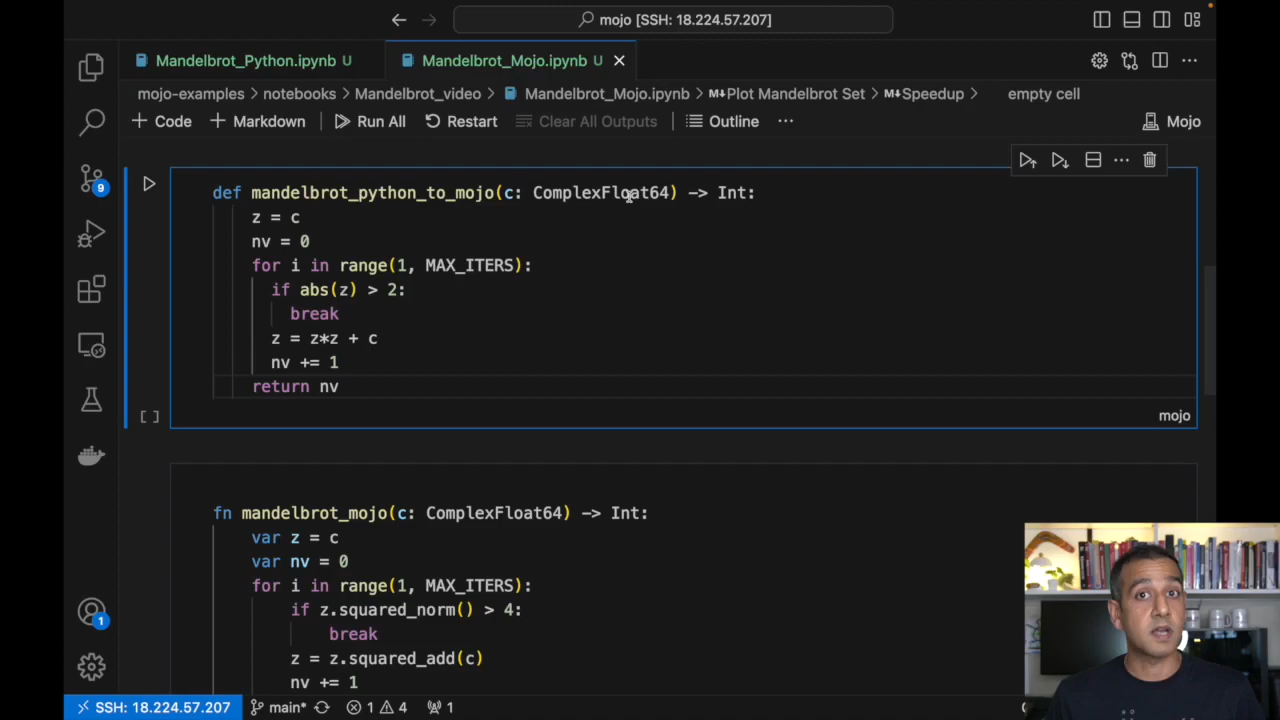 mojo [SSH: 18.224.57.207]
Mandelbrot_Python.ipynb U
Mandelbrot_Mojo.ipynb U
mojo-examples > notebooks > Mandelbrot_video > Mandelbrot_Mojo.ipynb > M↓Plot Mandelbrot Set > M↓Speedup > empty cell
+ Code + Markdown Run All Restart Clear All Outputs Outline ... Mojo
9
def mandelbrot_python_to_mojo(c: ComplexFloat64) -> Int:
z = c
nv = 0
for i in range(1, MAX_ITERS):
if abs(z) > 2:
break
z = z*z + c
nv += 1
return nv
[ ]
mojo
fn mandelbrot_mojo(c: ComplexFloat64) -> Int:
var z = c
var nv = 0
for i in range(1, MAX_ITERS):
if z.squared_norm() > 4:
break
z = z.squared_add(c)
nv += 1
1
SSH: 18.224.57.207 main* 1 4 1